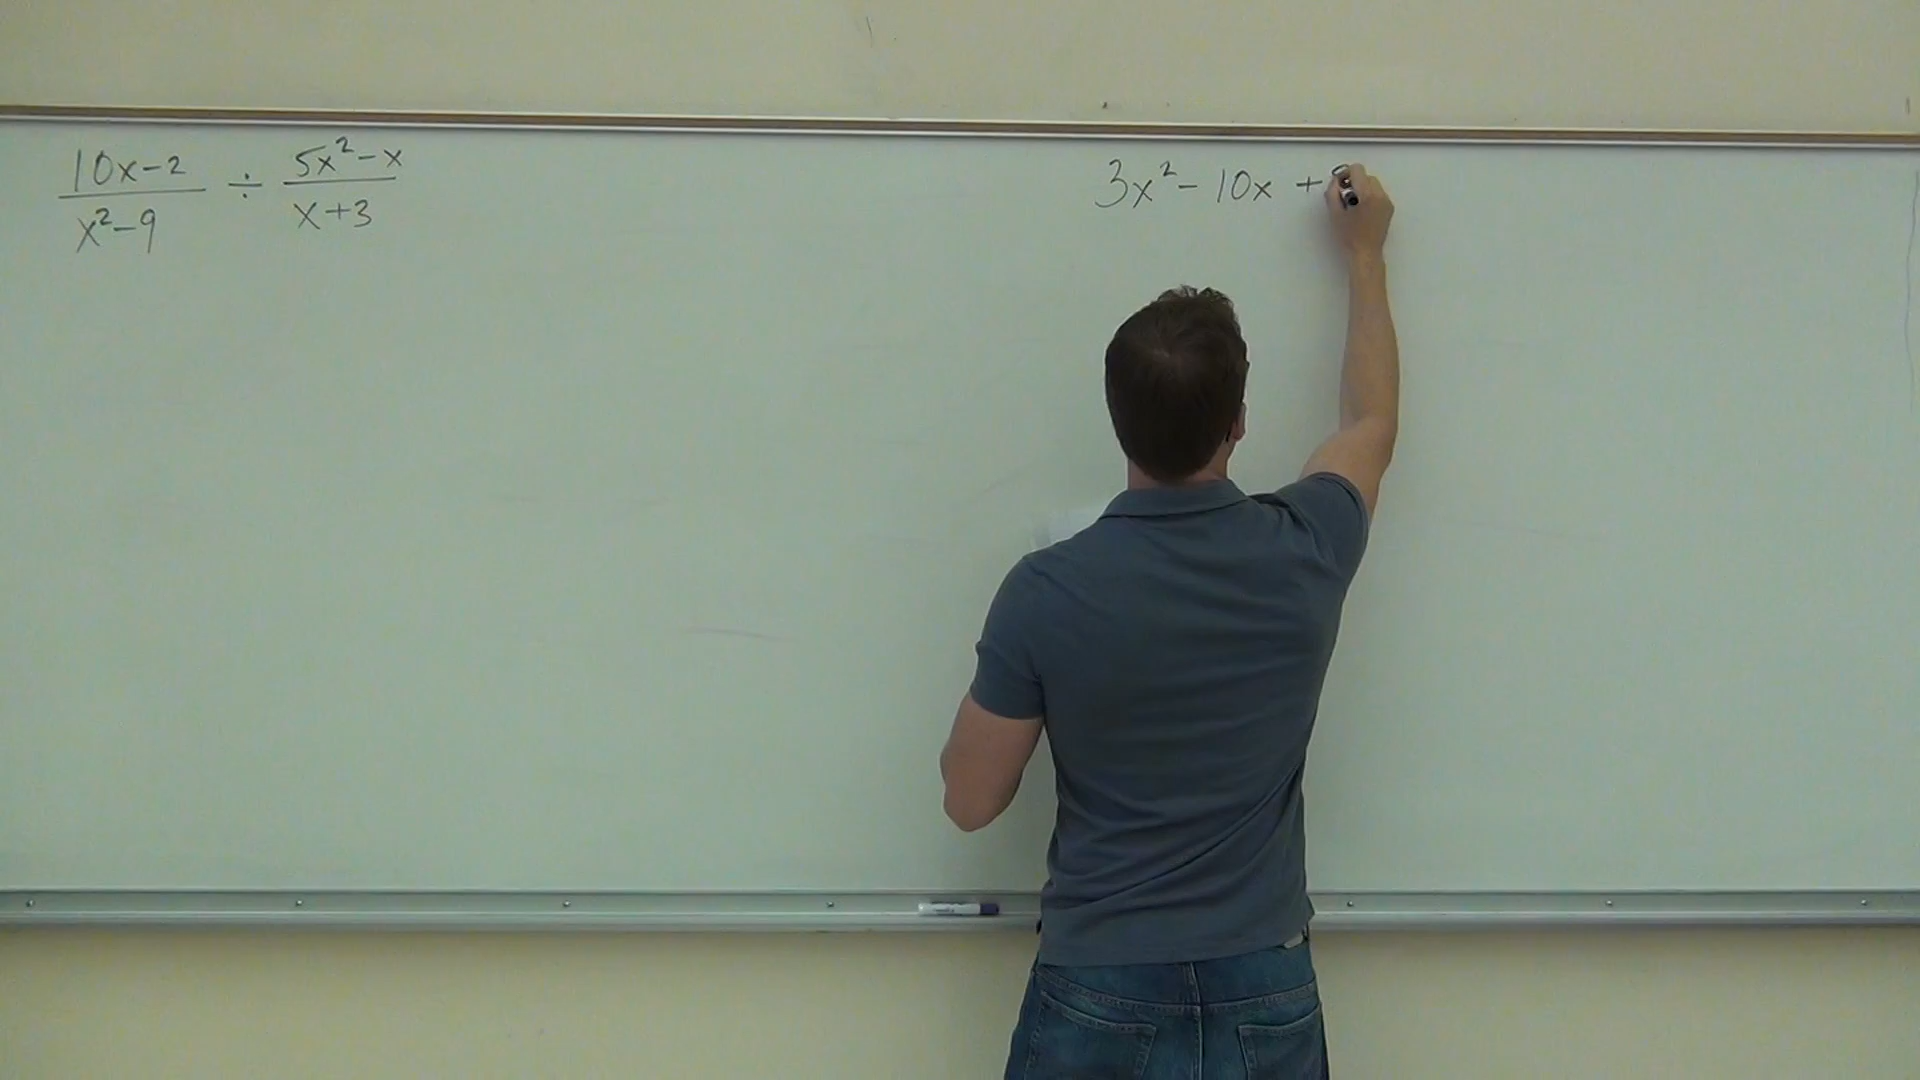 10x-2 ÷ 5x²-x
x²-9 x+3
3x² - 10x +